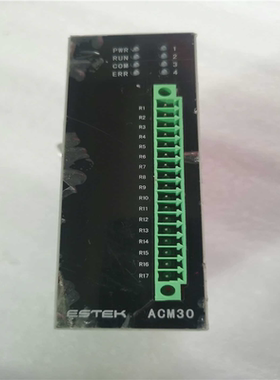 PWR 1
RUN 2
COM 3
ERR 4
R1
R2
R3
R4
R5
R6
R7
R8
R9
R10
R11
R12
R13
R14
R15
R16
R17
ESTEK ACM30